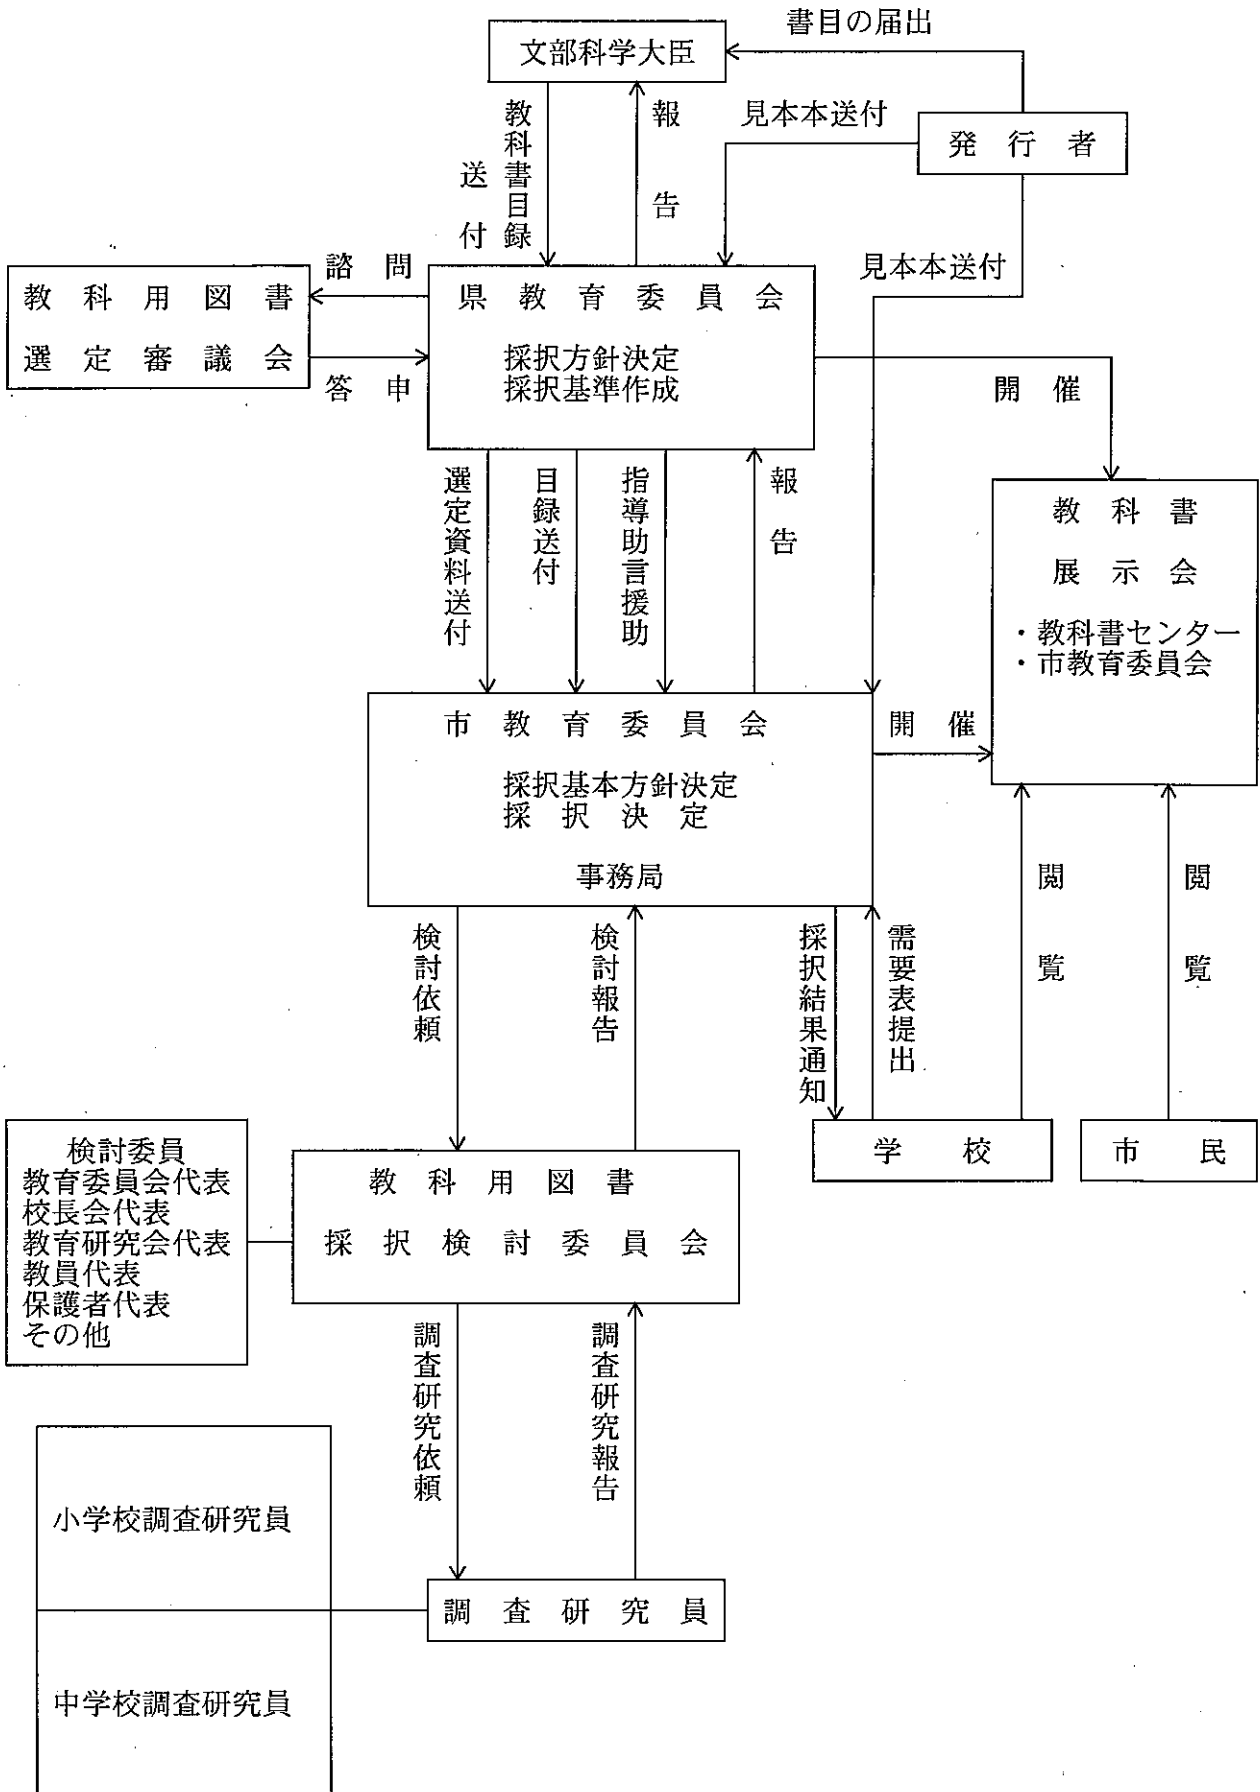 書目の届出
文部科学大臣
見本本送付
発行者
教科書目録
送付
報告
見本本送付
諮問
教科用図書
選定審議会
答申
県教育委員会
採択方針決定
採択基準作成
開催
選定資料送付
目録送付
指導助言援助
報告
教科書
展示会
・教科書センター
・市教育委員会
市教育委員会
採択基本方針決定
採択決定
事務局
開催
検討依頼
検討報告
採択結果通知
需要表提出
閲覧
閲覧
学校
市民
検討委員
教育委員会代表
校長会代表
教育研究会代表
教員代表
保護者代表
その他
教科用図書
採択検討委員会
調査研究依頼
調査研究報告
小学校調査研究員
調査研究員
中学校調査研究員